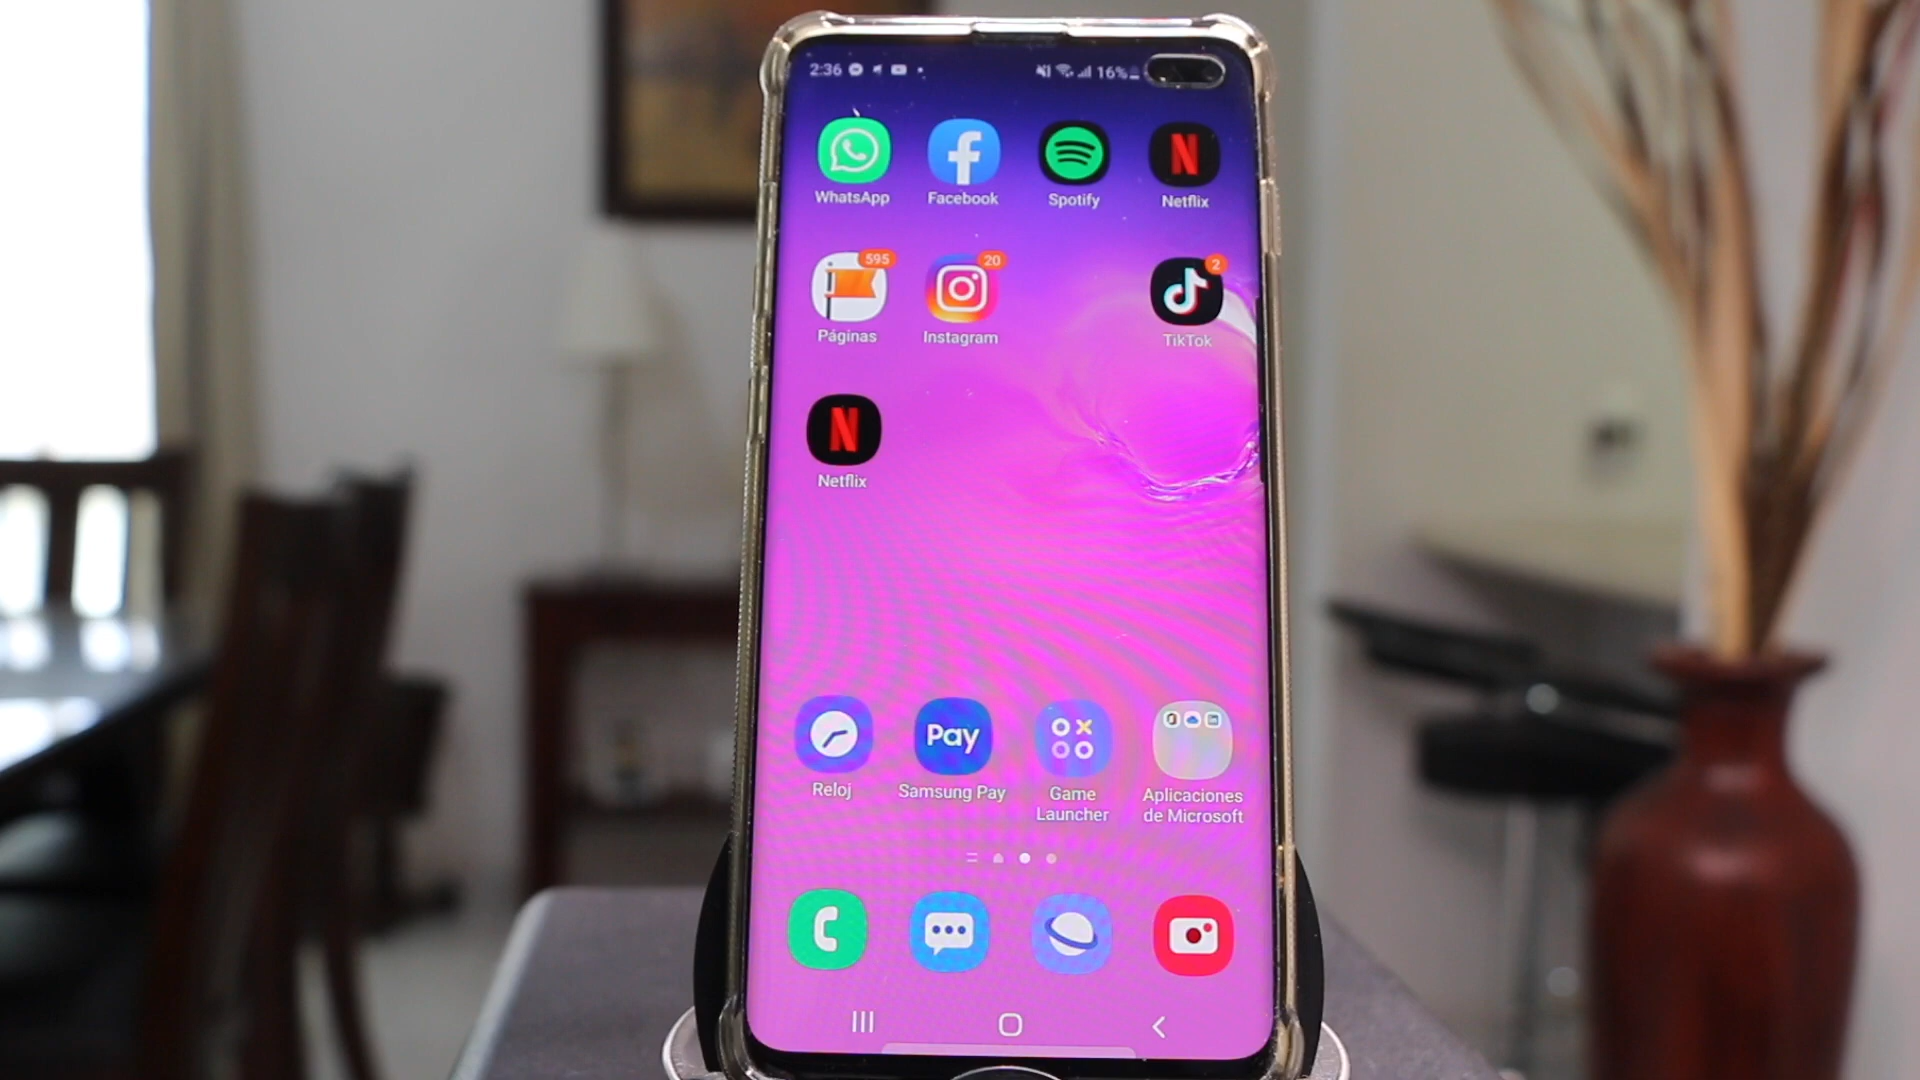 2:36 16%
WhatsApp Facebook Spotify Netflix
595 20 2
Páginas Instagram TikTok
Netflix
Pay
Reloj Samsung Pay Game Launcher Aplicaciones de Microsoft